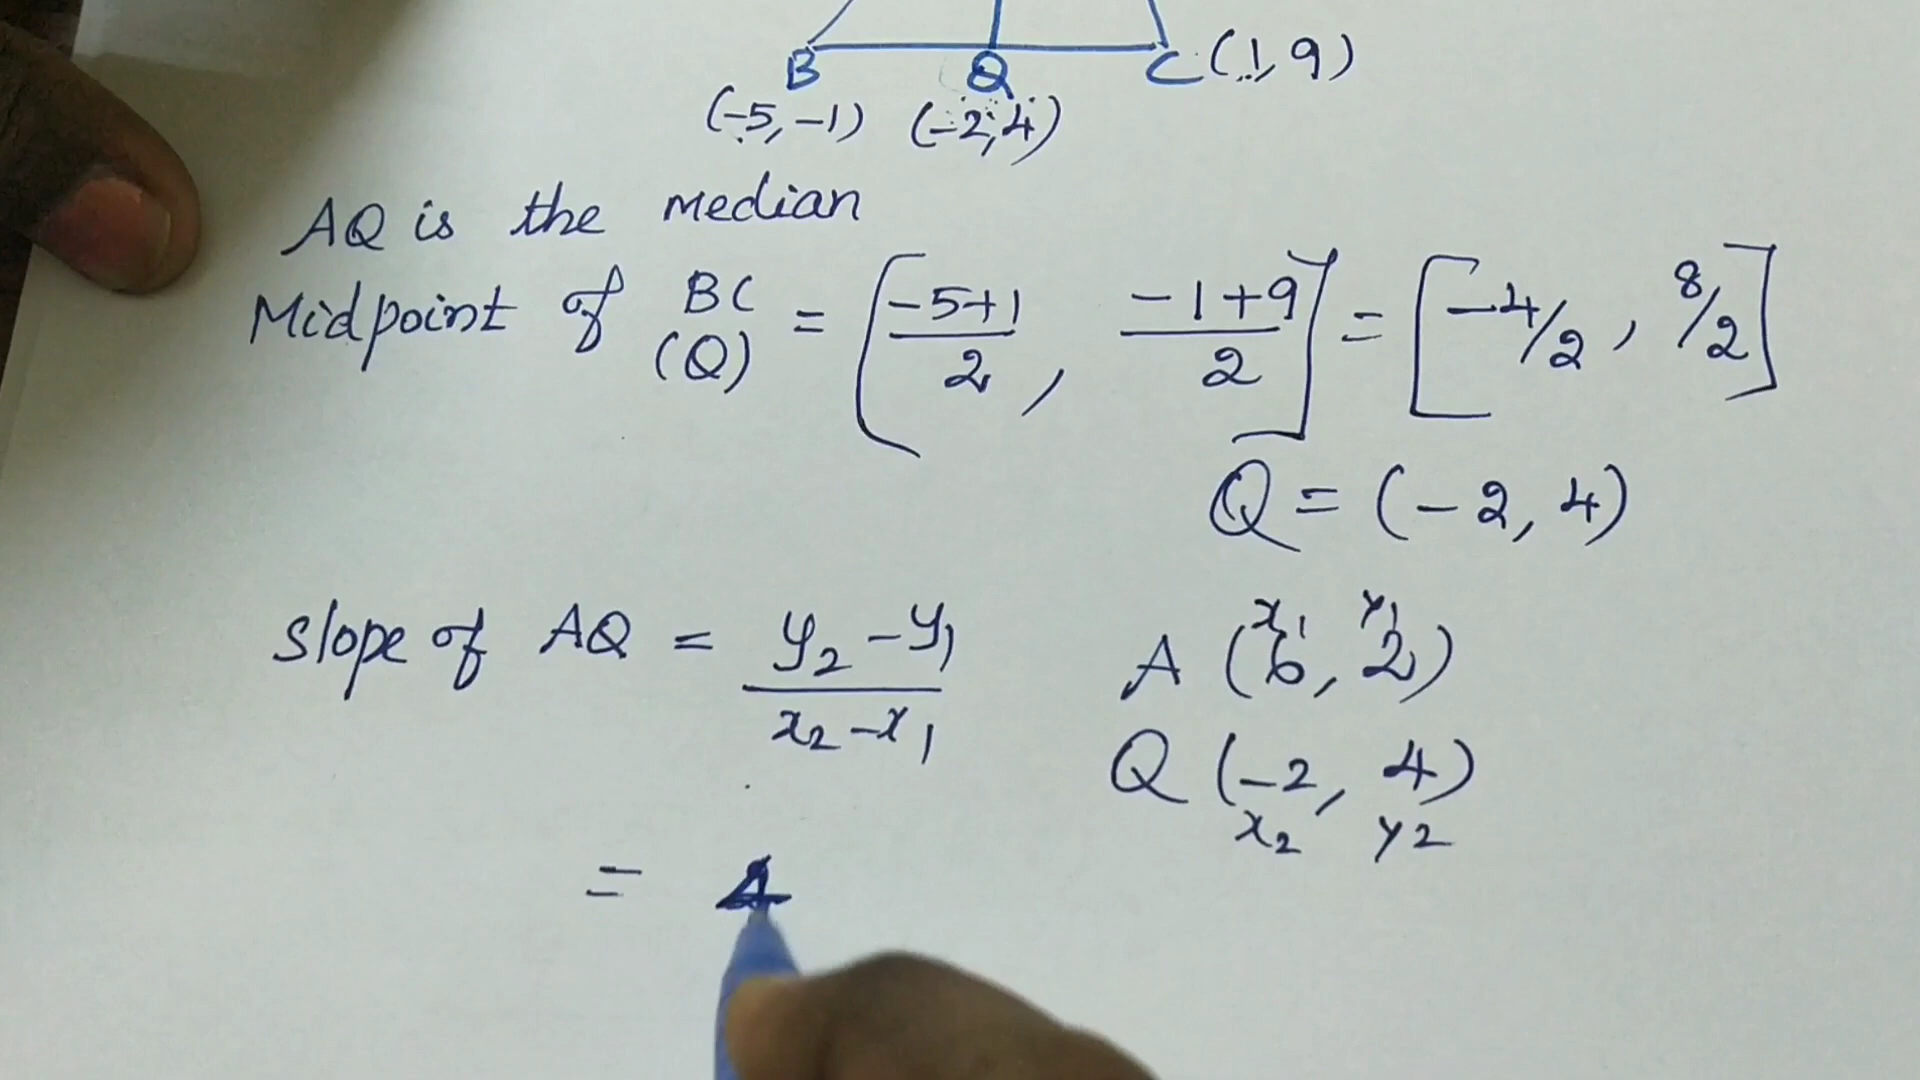 B Q C (1, 9)
(-5, -1) (-2, 4)
AQ is the median
Midpoint of BC (Q) = (-5+1/2, -1+9/2] = [-4/2, 8/2]
Q = (-2, 4)
Slope of AQ = y2 - y1 / x2 - x1
x1 y1
A (6, 2)
Q (-2, 4)
x2 y2
= 4